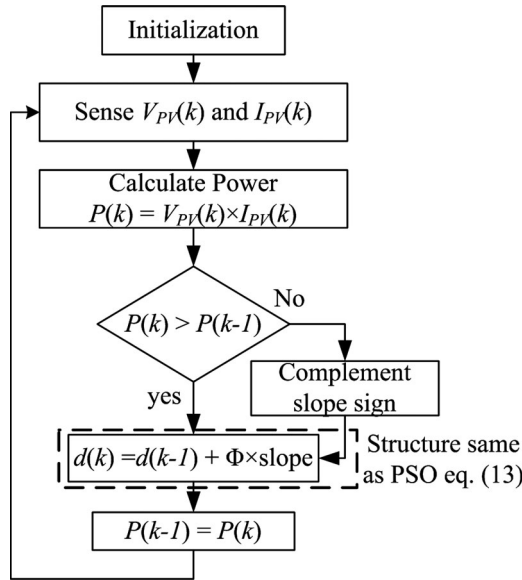 Initialization
Sense V_PV(k) and I_PV(k)
Calculate Power
P(k) = V_PV(k)×I_PV(k)
No
P(k) > P(k-1)
yes
Complement
slope sign
d(k) =d(k-1) + Φ×slope
Structure same
as PSO eq. (13)
P(k-1) = P(k)